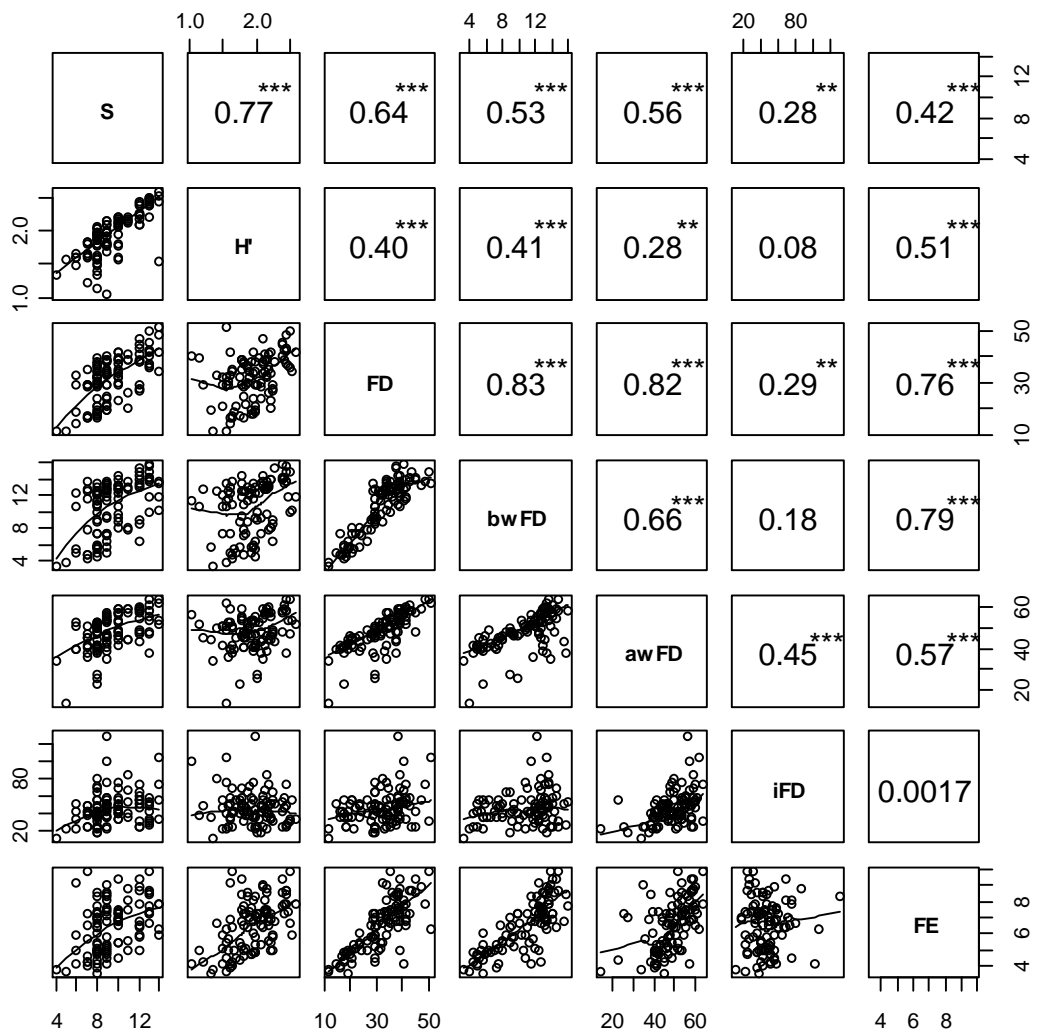 1.0 2.0 4 8 12 20 80
S 0.77 *** 0.64 *** 0.53 *** 0.56 *** 0.28 ** 0.42 *** 4 8 12
1.0 2.0 H' 0.40 *** 0.41 *** 0.28 ** 0.08 0.51 ***
FD 0.83 *** 0.82 *** 0.29 ** 0.76 *** 10 30 50
4 8 12 bwFD 0.66 *** 0.18 0.79 ***
awFD 0.45 *** 0.57 *** 20 40 60
20 80 iFD 0.0017
FE 4 6 8
4 8 12 10 30 50 20 40 60 4 6 8